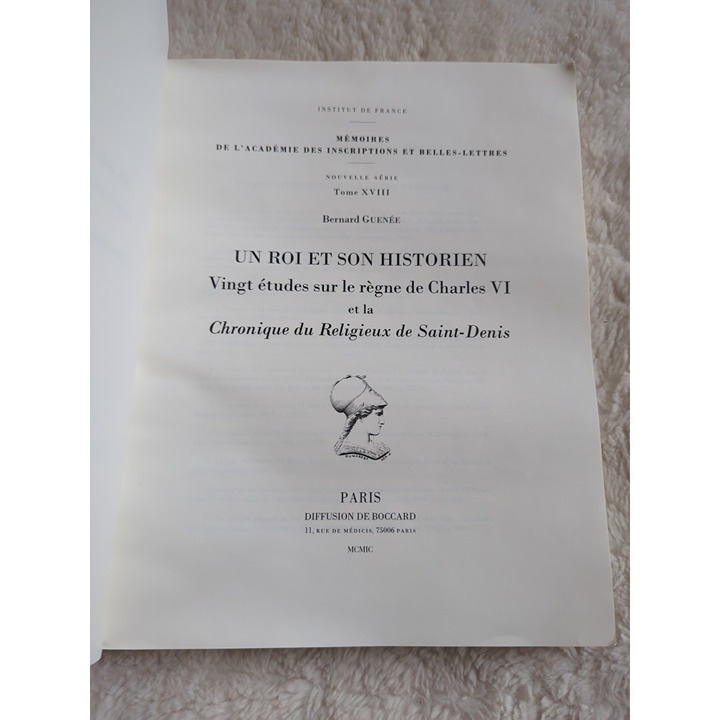 INSTITUT DE FRANCE
MÉMOIRES
DE L'ACADÉMIE DES INSCRIPTIONS ET BELLES-LETTRES
NOUVELLE SÉRIE
Tome XVIII
Bernard GUENÉE
UN ROI ET SON HISTORIEN
Vingt études sur le règne de Charles VI
et la
Chronique du Religieux de Saint-Denis
PARIS
DIFFUSION DE BOCCARD
11, RUE DE MÉDICIS, 75006 PARIS
MCMIC